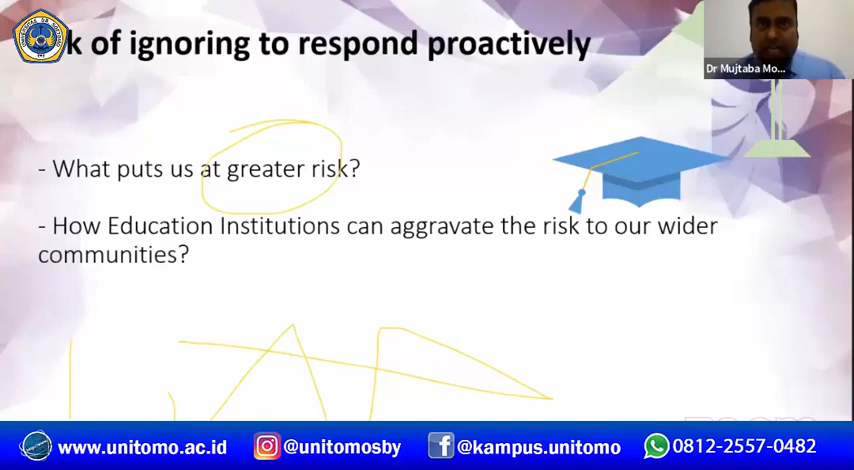 k of ignoring to respond proactively
Dr Mujtaba Mo...
- What puts us at greater risk?
- How Education Institutions can aggravate the risk to our wider
communities?
zoom
www.unitomo.ac.id @unitomosby @kampus.unitomo 0812-2557-0482